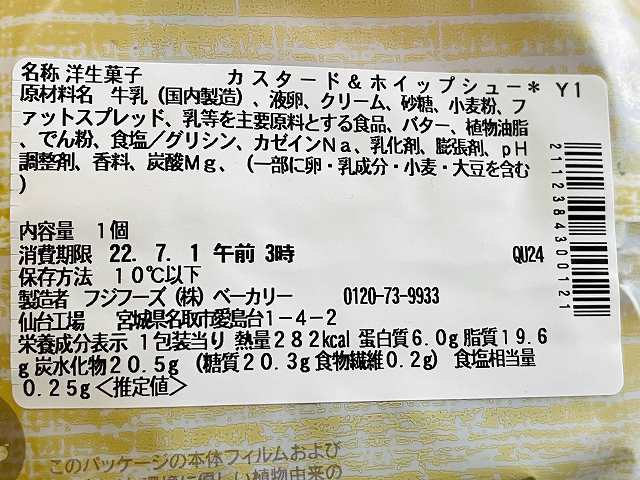 名称 洋生菓子 カスタード&ホイップシュー* Y1
原材料名 牛乳(国内製造)、液卵、クリーム、砂糖、小麦粉、フ
ァットスプレッド、乳等を主要原料とする食品、バター、植物油脂
、でん粉、食塩/グリシン、カゼインNa、乳化剤、膨張剤、pH
調整剤、香料、炭酸Mg、(一部に卵・乳成分・小麦・大豆を含む
)
2112384300121
内容量 1個
消費期限 22. 7. 1 午前 3時 QU24
保存方法 10℃以下
製造者 フジフーズ(株)ベーカリー 0120-73-9933
仙台工場 宮城県名取市愛島台1-4-2
栄養成分表示 1包装当り 熱量282kcal 蛋白質6.0g 脂質19.6
g 炭水化物20.5g (糖質20.3g 食物繊維0.2g) 食塩相当量
0.25g<推定値>
このパッケージの本体フィルムおよび
環境に優しい植物由来の